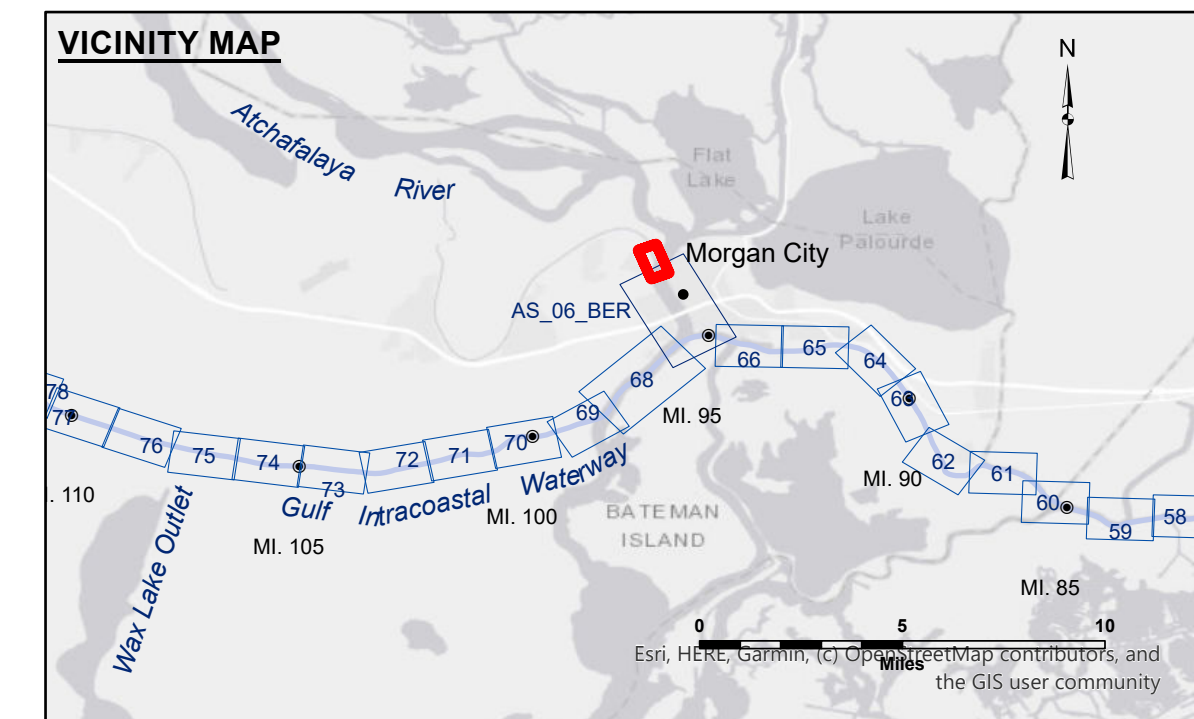 VICINITY MAP
N
Atchafalaya
River
Flat
Lake
Lake
Palourde
Morgan City
AS_06_BER
66
65
64
63
68
69
MI. 95
78
77
76
75
74
73
72
71
70
62
61
60
59
58
MI. 90
. 110
Gulf Intracoastal Waterway
MI. 100
MI. 105
BATEMAN
ISLAND
Wax Lake Outlet
MI. 85
0 5 10
Miles
Esri, HERE, Garmin, (c) OpenStreetMap contributors, and
the GIS user community